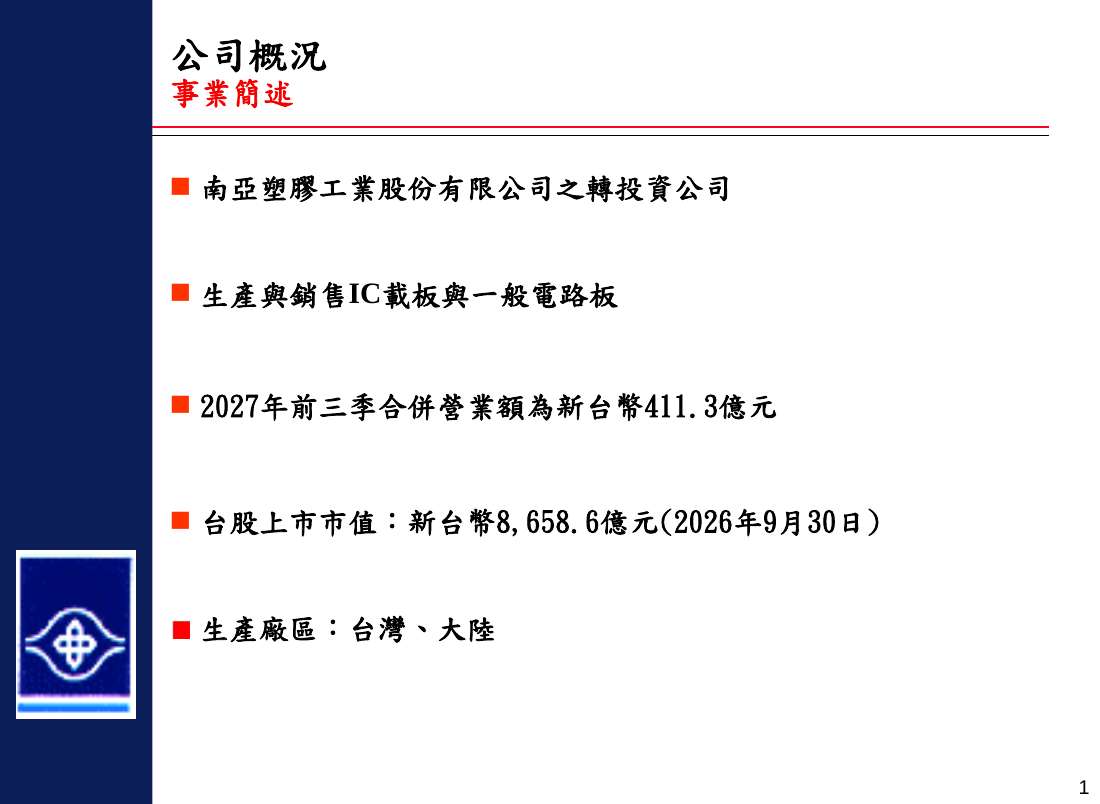 公司概況
事業簡述
南亞塑膠工業股份有限公司之轉投資公司
生產與銷售IC載板與一般電路板
2027年前三季合併營業額為新台幣411.3億元
台股上市市值：新台幣8,658.6億元(2026年9月30日)
生產廠區：台灣、大陸
1